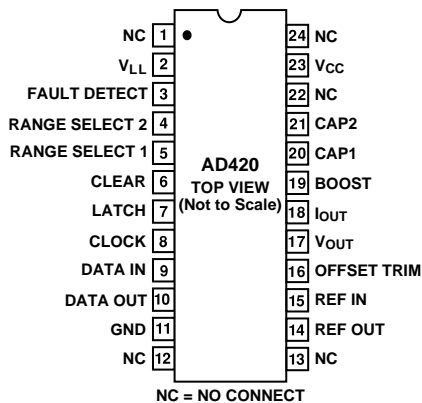 NC 1
VLL 2
FAULT DETECT 3
RANGE SELECT 2 4
RANGE SELECT 1 5
CLEAR 6
LATCH 7
CLOCK 8
DATA IN 9
DATA OUT 10
GND 11
NC 12
AD420
TOP VIEW
(Not to Scale)
24 NC
23 VCC
22 NC
21 CAP2
20 CAP1
19 BOOST
18 IOUT
17 VOUT
16 OFFSET TRIM
15 REF IN
14 REF OUT
13 NC
NC = NO CONNECT